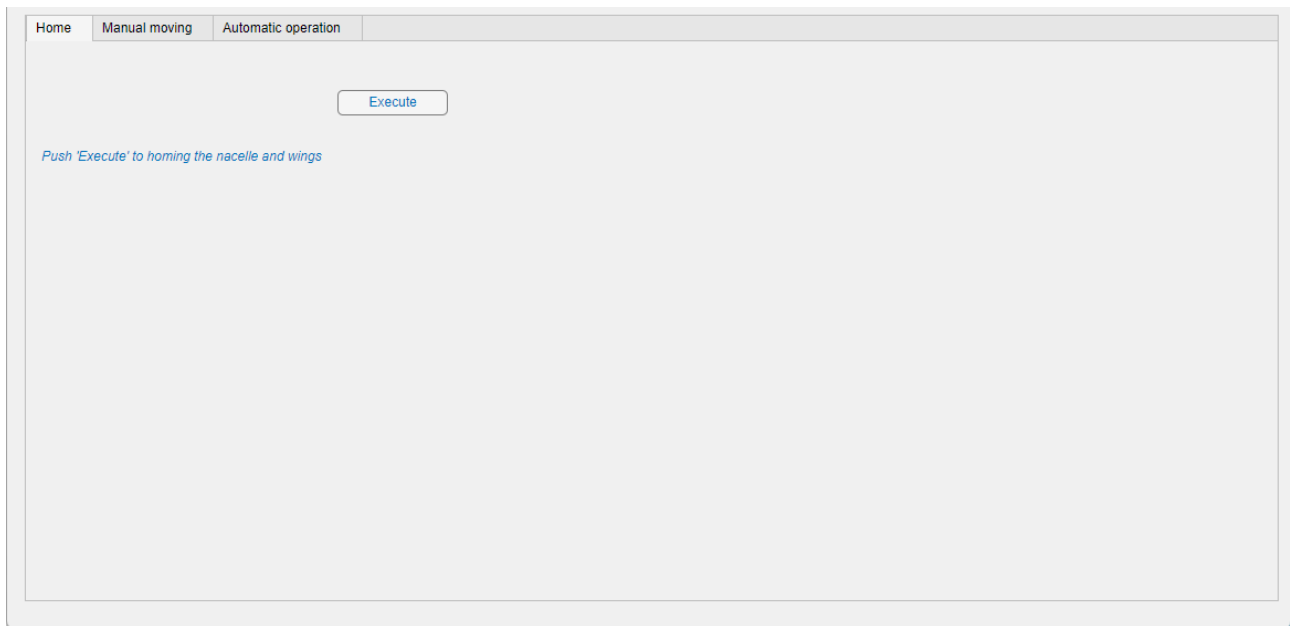 Home Manual moving Automatic operation
Execute
Push 'Execute' to homing the nacelle and wings